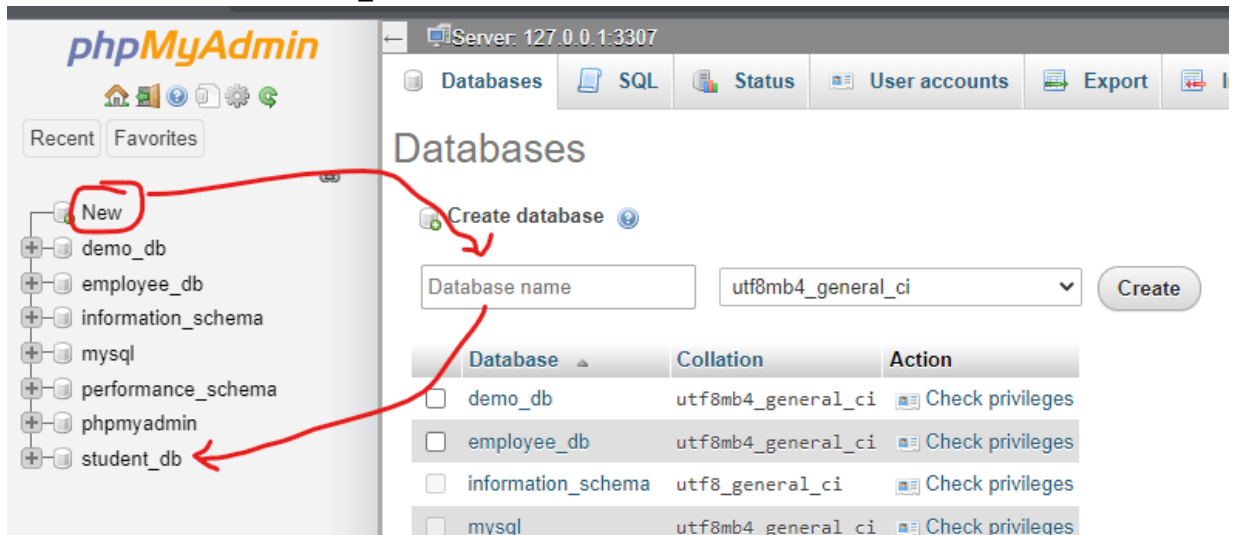 phpMyAdmin
Recent Favorites
New
demo_db
employee_db
information_schema
mysql
performance_schema
phpmyadmin
student_db
Server: 127.0.0.1:3307
Databases SQL Status User accounts Export
Databases
Create database
Database name utf8mb4_general_ci Create
Database Collation Action
demo_db utf8mb4_general_ci Check privileges
employee_db utf8mb4_general_ci Check privileges
information_schema utf8_general_ci Check privileges
mysql utf8mb4_general_ci Check privileges